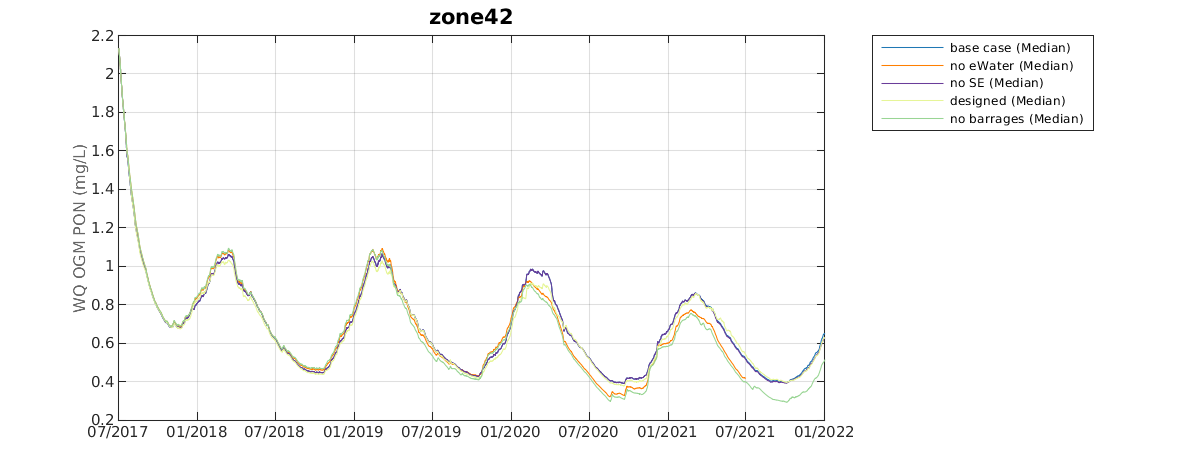 zone42
WQ OGM PON (mg/L)
2.2
2
1.8
1.6
1.4
1.2
1
0.8
0.6
0.4
0.2
07/2017 01/2018 07/2018 01/2019 07/2019 01/2020 07/2020 01/2021 07/2021 01/2022
base case (Median)
no eWater (Median)
no SE (Median)
designed (Median)
no barrages (Median)